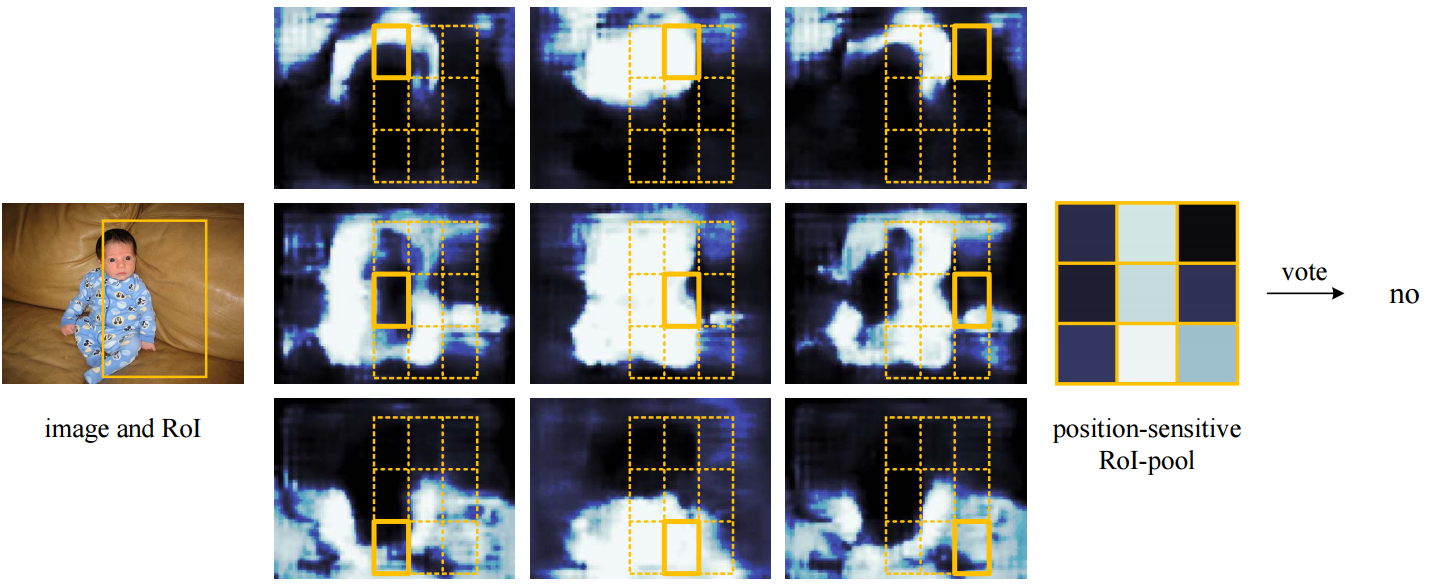 image and RoI
position-sensitive
RoI-pool
vote
no